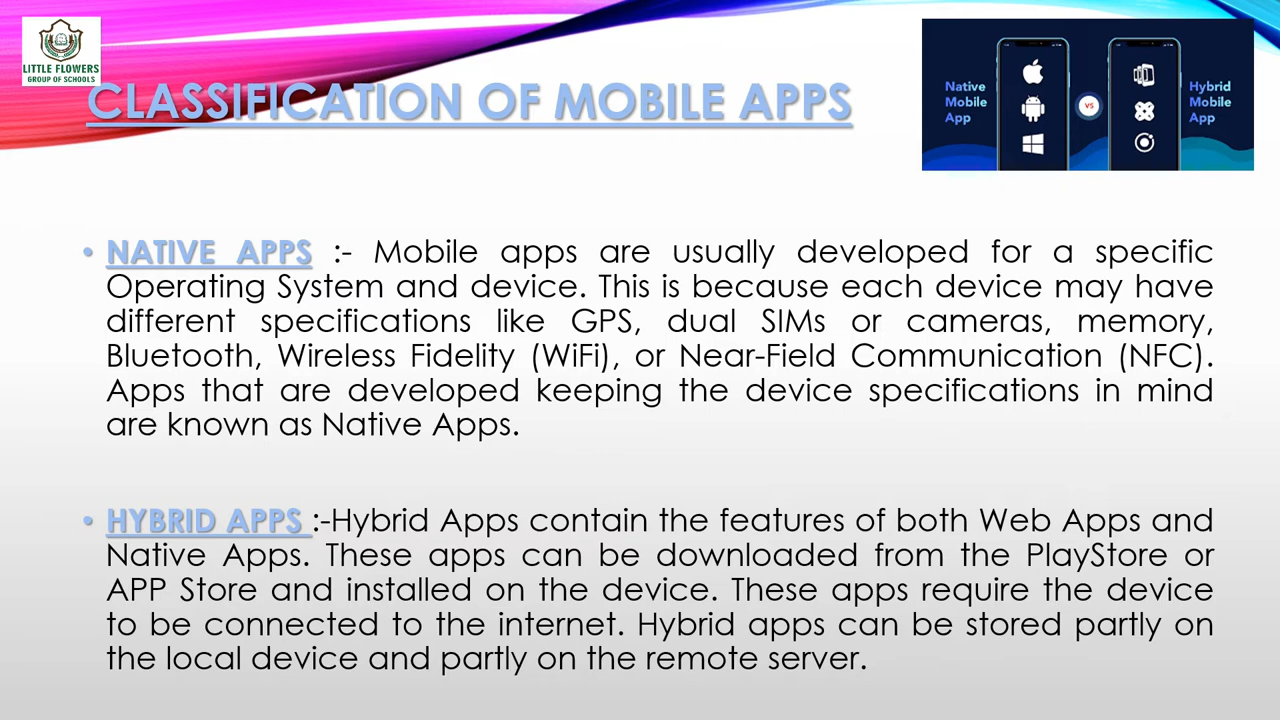 LITTLE FLOWERS
GROUP OF SCHOOLS
CLASSIFICATION OF MOBILE APPS
Native
Mobile
App
VS
Hybrid
Mobile
App
• NATIVE APPS :- Mobile apps are usually developed for a specific
Operating System and device. This is because each device may have
different specifications like GPS, dual SIMs or cameras, memory,
Bluetooth, Wireless Fidelity (WiFi), or Near-Field Communication (NFC).
Apps that are developed keeping the device specifications in mind
are known as Native Apps.
• HYBRID APPS :-Hybrid Apps contain the features of both Web Apps and
Native Apps. These apps can be downloaded from the PlayStore or
APP Store and installed on the device. These apps require the device
to be connected to the internet. Hybrid apps can be stored partly on
the local device and partly on the remote server.